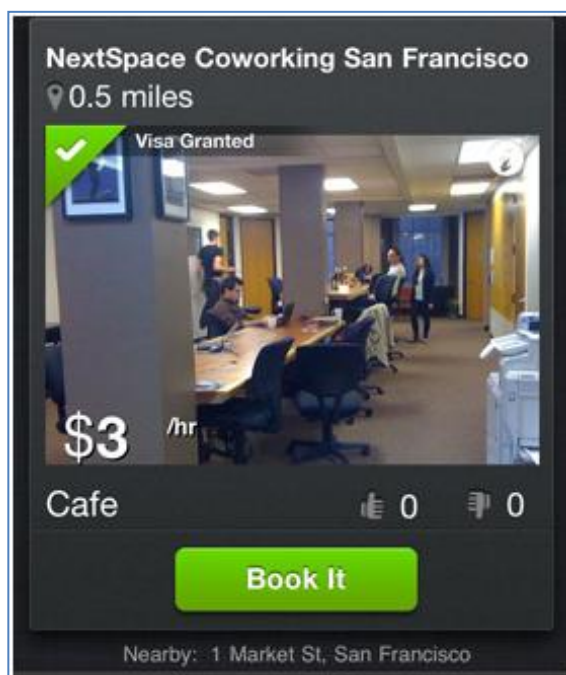 NextSpace Coworking San Francisco
0.5 miles
Visa Granted
$3 /hr
Cafe 0 0
Book It
Nearby: 1 Market St, San Francisco